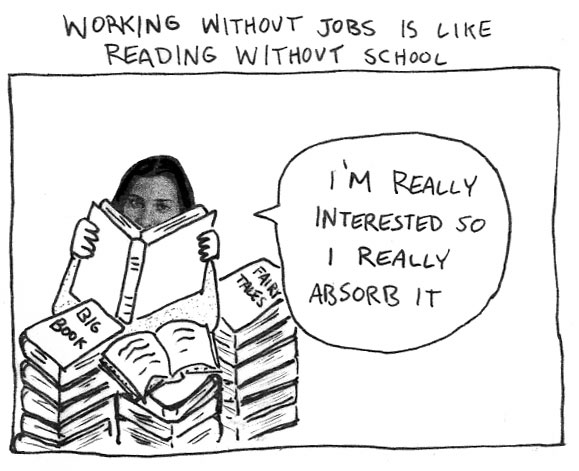 WORKING WITHOUT JOBS IS LIKE
READING WITHOUT SCHOOL
I'M REALLY
INTERESTED SO
I REALLY
ABSORB IT
FAIRY
TALES
BIG
BOOK